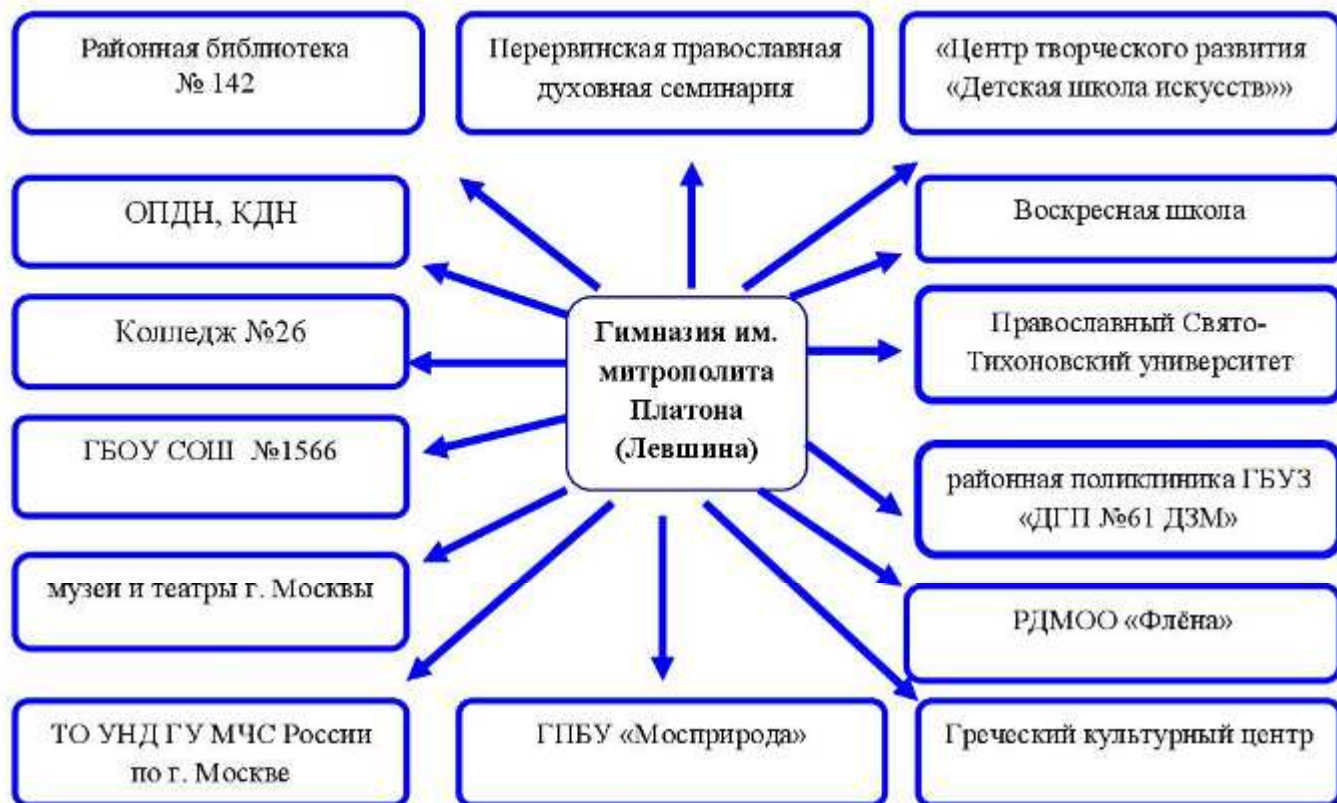 Районная библиотека
№ 142
Перервинская православная
духовная семинария
«Центр творческого развития
«Детская школа искусств»»
ОПДН, КДН
Воскресная школа
Колледж №26
Гимназия им.
митрополита
Платона
(Левшина)
Православный Свято-
Тихоновский университет
ГБОУ СОШ №1566
районная поликлиника ГБУЗ
«ДГП №61 ДЗМ»
музеи и театры г. Москвы
РДМОО «Флёна»
ТО УНД ГУ МЧС России
по г. Москве
ГПБУ «Мосприрода»
Греческий культурный центр